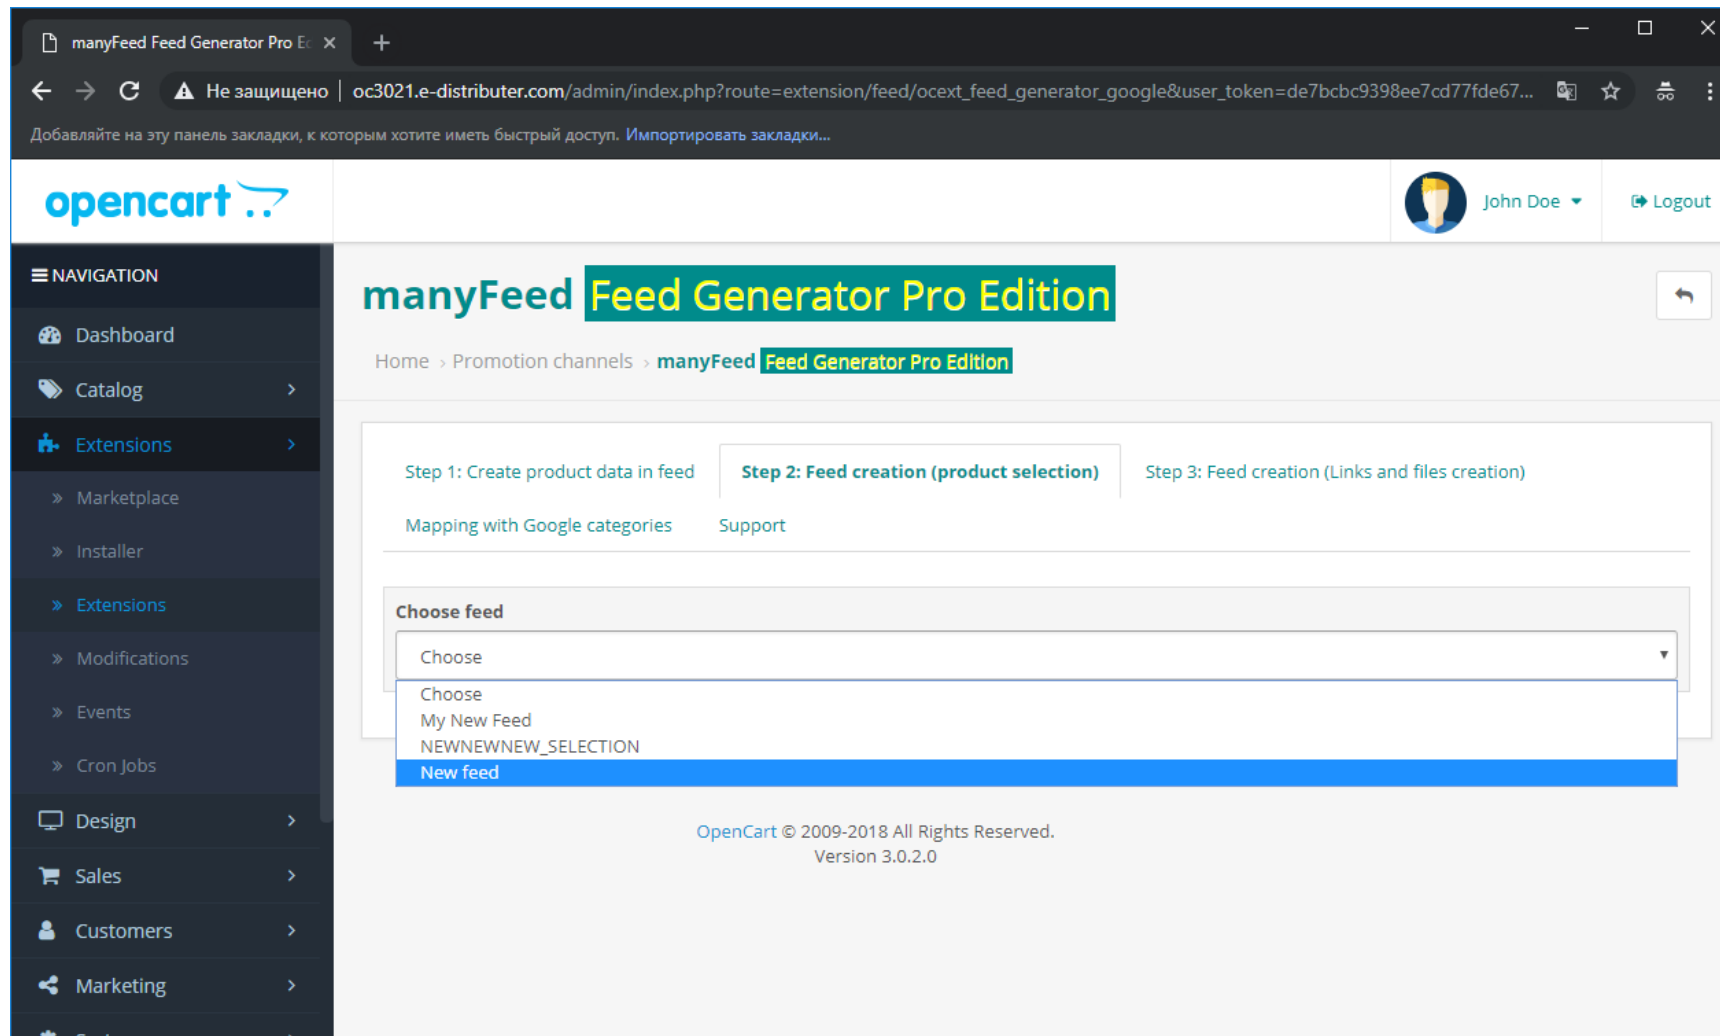 manyFeed Feed Generator Pro
Не защищено | oc3021.e-distributer.com/admin/index.php?route=extension/feed/ocext_feed_generator_google&user_token=de7bcbc9398ee7cd77fde67...
Добавляйте на эту панель закладки, к которым хотите иметь быстрый доступ. Импортировать закладки...
opencart
John Doe
Logout
NAVIGATION
manyFeed Feed Generator Pro Edition
Dashboard
Home › Promotion channels › manyFeed Feed Generator Pro Edition
Catalog
Extensions
Step 1: Create product data in feed
Step 2: Feed creation (product selection)
Step 3: Feed creation (Links and files creation)
Marketplace
Mapping with Google categories
Support
Installer
Extensions
Choose feed
Modifications
Choose
Choose
Events
My New Feed
NEWNEWNEW_SELECTION
Cron Jobs
New feed
Design
OpenCart © 2009-2018 All Rights Reserved.
Version 3.0.2.0
Sales
Customers
Marketing